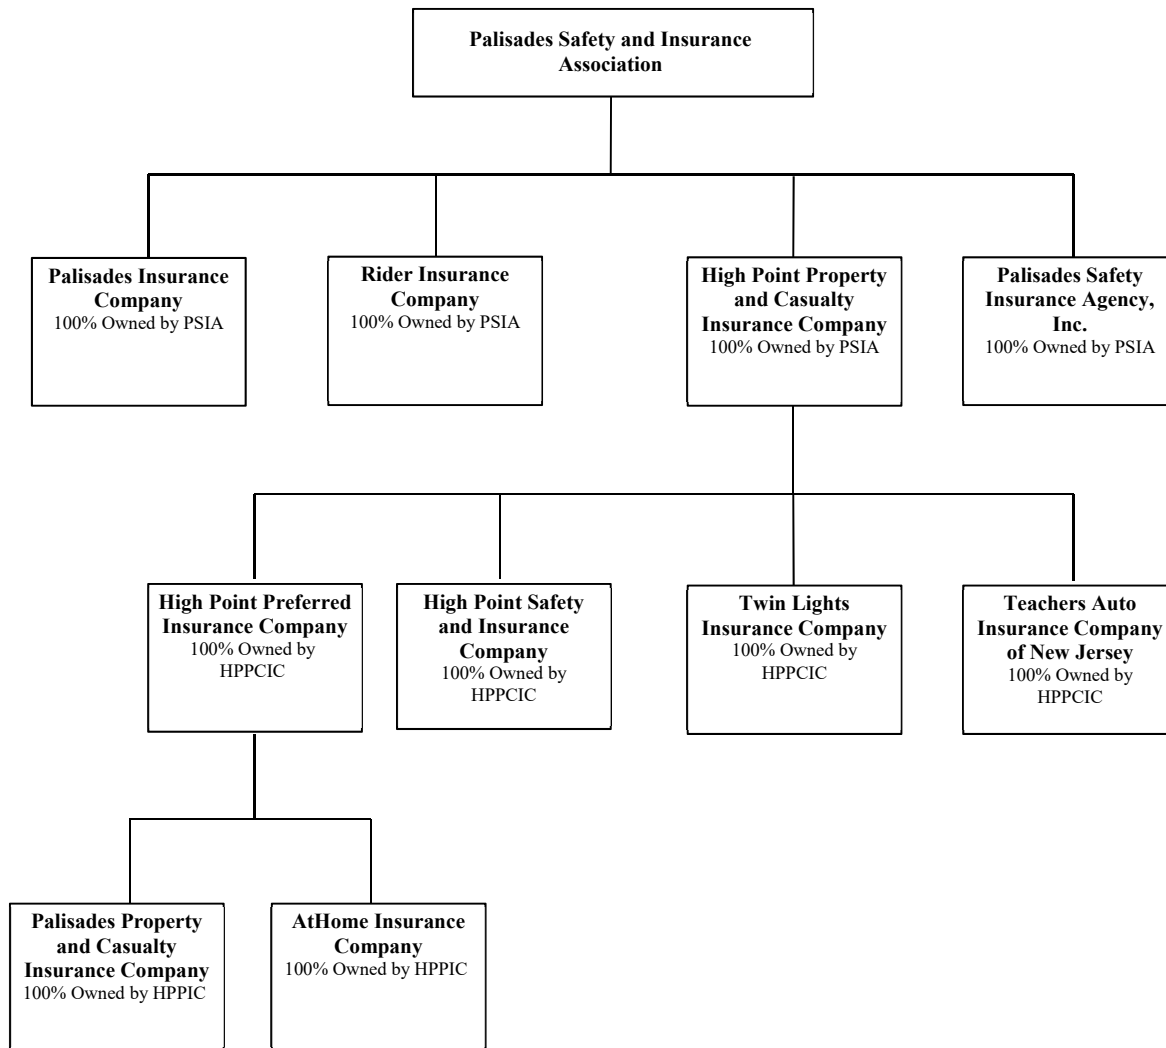 Palisades Safety and Insurance
Association
Palisades Insurance
Company
100% Owned by PSIA
Rider Insurance
Company
100% Owned by PSIA
High Point Property
and Casualty
Insurance Company
100% Owned by PSIA
Palisades Safety
Insurance Agency,
Inc.
100% Owned by PSIA
High Point Preferred
Insurance Company
100% Owned by
HPPCIC
High Point Safety
and Insurance
Company
100% Owned by
HPPCIC
Twin Lights
Insurance Company
100% Owned by
HPPCIC
Teachers Auto
Insurance Company
of New Jersey
100% Owned by
HPPCIC
Palisades Property
and Casualty
Insurance Company
100% Owned by HPPIC
AtHome Insurance
Company
100% Owned by HPPIC